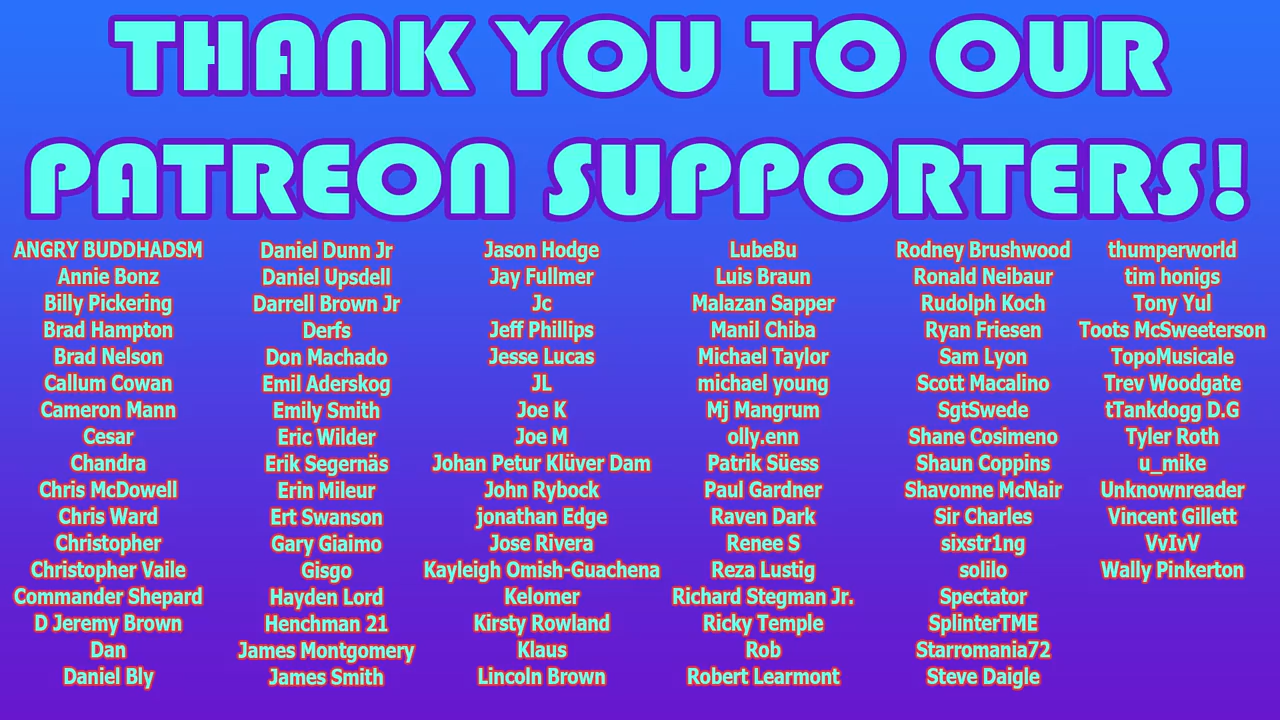 THANK YOU TO OUR
PATREON SUPPORTERS!
ANGRY BUDDHADSM
Annie Bonz
Billy Pickering
Brad Hampton
Brad Nelson
Callum Cowan
Cameron Mann
Cesar
Chandra
Chris McDowell
Chris Ward
Christopher
Christopher Vaile
Commander Shepard
D Jeremy Brown
Dan
Daniel Bly
Daniel Dunn Jr
Daniel Upsdell
Darrell Brown Jr
Derfs
Don Machado
Emil Aderskog
Emily Smith
Eric Wilder
Erik Segernäs
Erin Mileur
Ert Swanson
Gary Giaimo
Gisgo
Hayden Lord
Henchman 21
James Montgomery
James Smith
Jason Hodge
Jay Fullmer
Jc
Jeff Phillips
Jesse Lucas
JL
Joe K
Joe M
Johan Petur Klüver Dam
John Rybock
jonathan Edge
Jose Rivera
Kayleigh Omish-Guachena
Kelomer
Kirsty Rowland
Klaus
Lincoln Brown
LubeBu
Luis Braun
Malazan Sapper
Manil Chiba
Michael Taylor
michael young
Mj Mangrum
olly.enn
Patrik Süess
Paul Gardner
Raven Dark
Renee S
Reza Lustig
Richard Stegman Jr.
Ricky Temple
Rob
Robert Learmont
Rodney Brushwood
Ronald Neibaur
Rudolph Koch
Ryan Friesen
Sam Lyon
Scott Macalino
SgtSwede
Shane Cosimeno
Shaun Coppins
Shavonne McNair
Sir Charles
sixstr1ng
solilo
Spectator
SplinterTME
Starromania72
Steve Daigle
thumperworld
tim honigs
Tony Yul
Toots McSweeterson
TopoMusicale
Trev Woodgate
tTankdogg D.G
Tyler Roth
u_mike
Unknownreader
Vincent Gillett
VvIvV
Wally Pinkerton